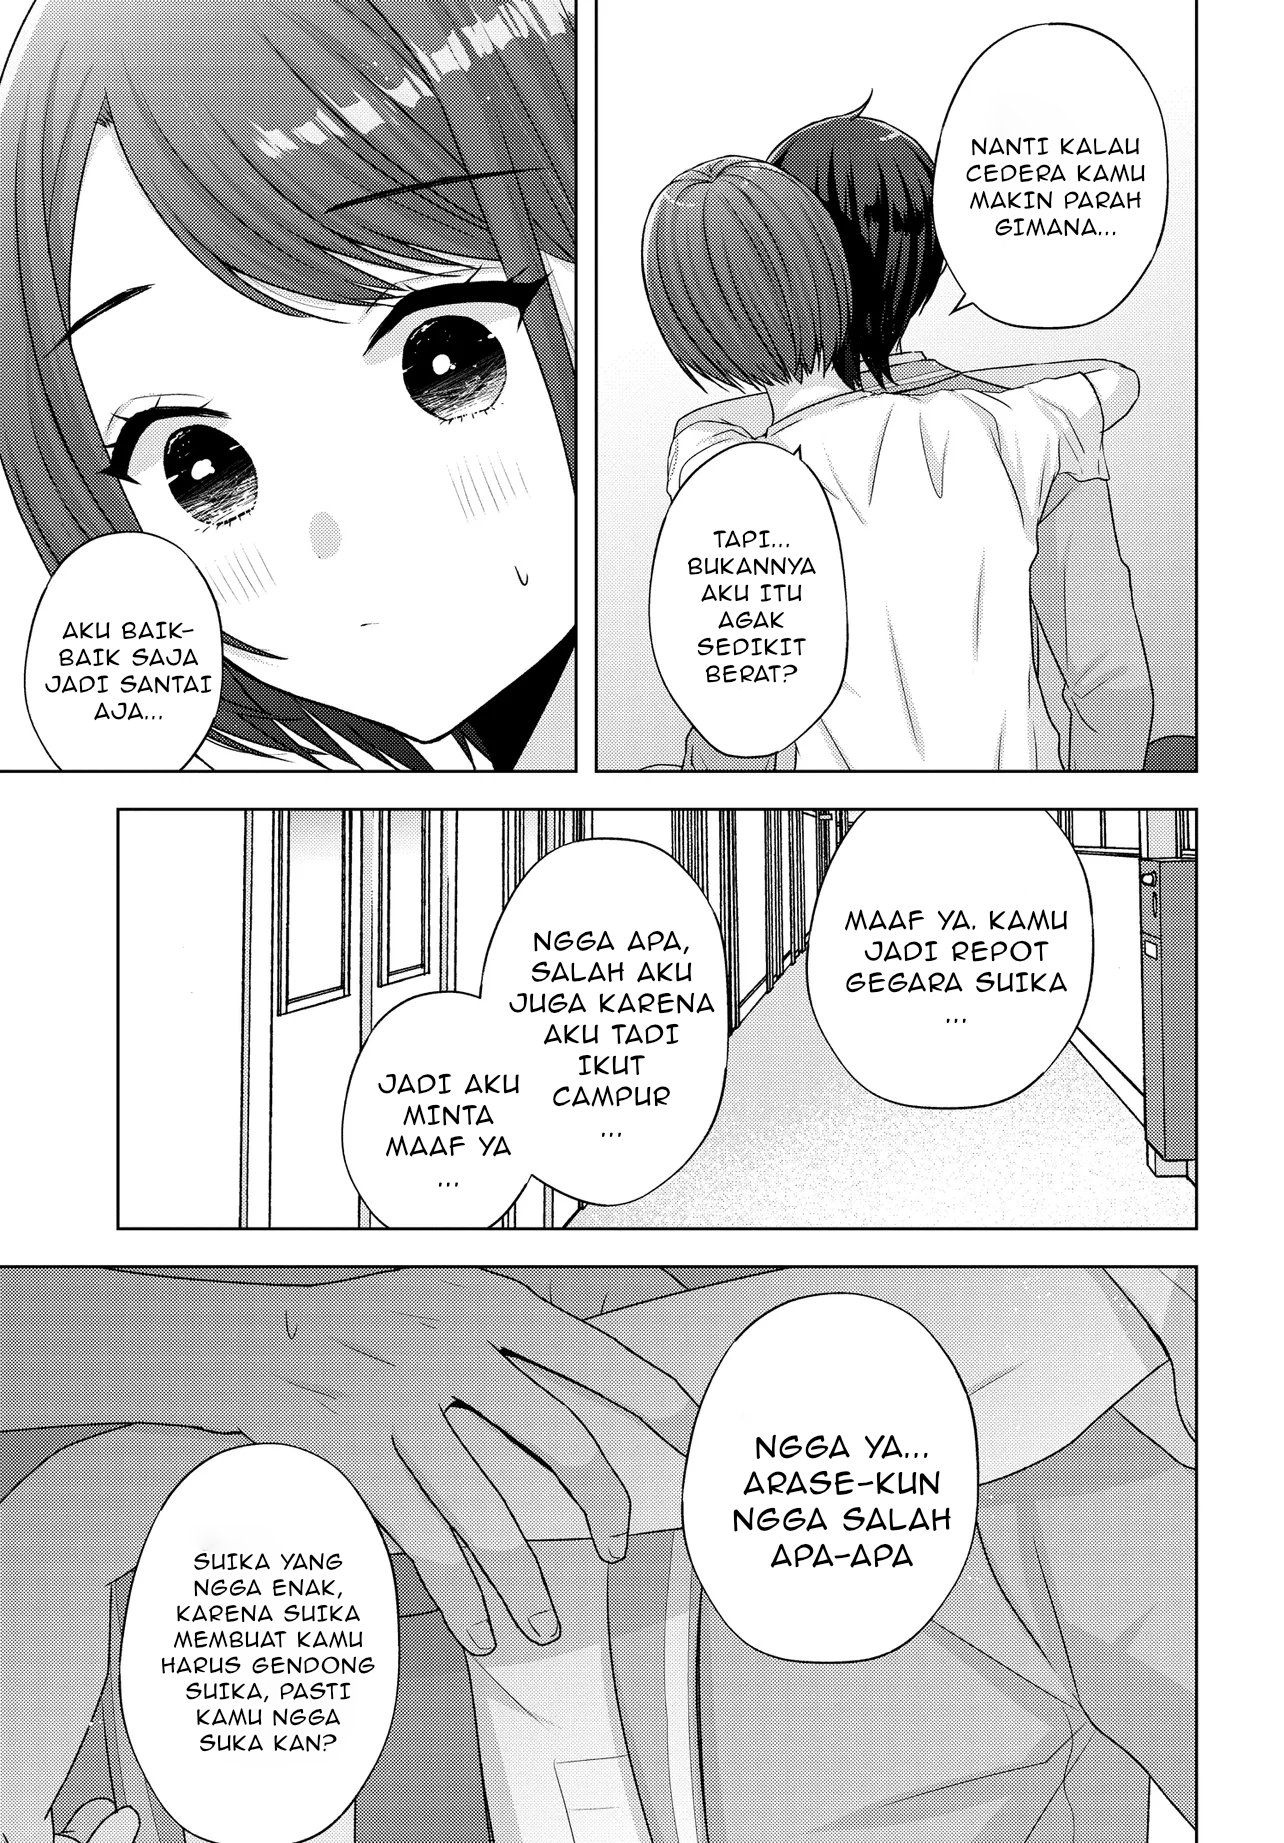 NANTI KALAU
CEDERA KAMU
MAKIN PARAH
GIMANA...
TAPI...
BUKANNYA
AKU ITU
AGAK
SEDIKIT
BERAT?
AKU BAIK-
BAIK SAJA
JADI SANTAI
AJA...
MAAF YA. KAMU
JADI REPOT
GEGARA SUIKA
...
NGGA APA,
SALAH AKU
JUGA KARENA
AKU TADI
IKUT
CAMPUR
...
JADI AKU
MINTA
MAAF YA
...
NGGA YA...
ARASE-KUN
NGGA SALAH
APA-APA
SUIKA YANG
NGGA ENAK,
KARENA SUIKA
MEMBUAT KAMU
HARUS GENDONG
SUIKA, PASTI
KAMU NGGA
SUKA KAN?